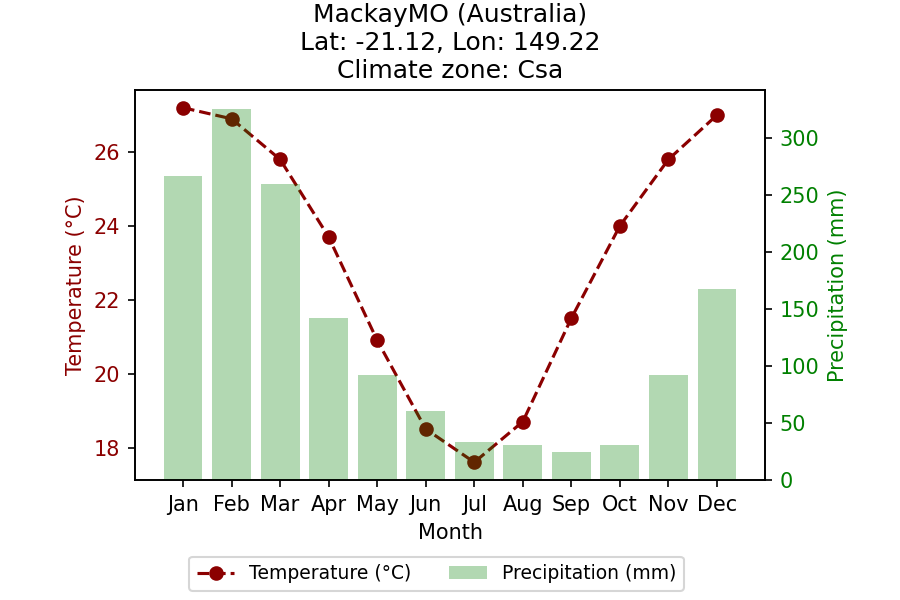 MackayMO (Australia)
Lat: -21.12, Lon: 149.22
Climate zone: Csa
Temperature (°C)
26
24
22
20
18
300
250
200
150
100
50
0
Precipitation (mm)
Jan Feb Mar Apr May Jun Jul Aug Sep Oct Nov Dec
Month
Temperature (°C) Precipitation (mm)